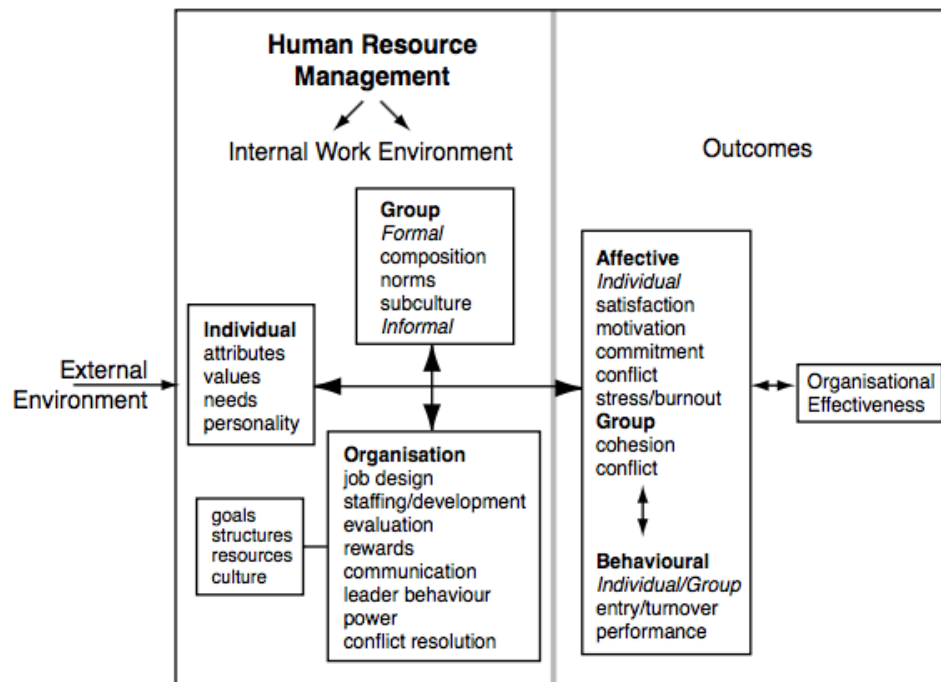 Human Resource
Management
Internal Work Environment
Outcomes
Group
Formal
composition
norms
subculture
Informal
Individual
attributes
values
needs
personality
External
Environment
Organisation
job design
staffing/development
evaluation
rewards
communication
leader behaviour
power
conflict resolution
goals
structures
resources
culture
Affective
Individual
satisfaction
motivation
commitment
conflict
stress/burnout
Group
cohesion
conflict
Behavioural
Individual/Group
entry/turnover
performance
Organisational
Effectiveness